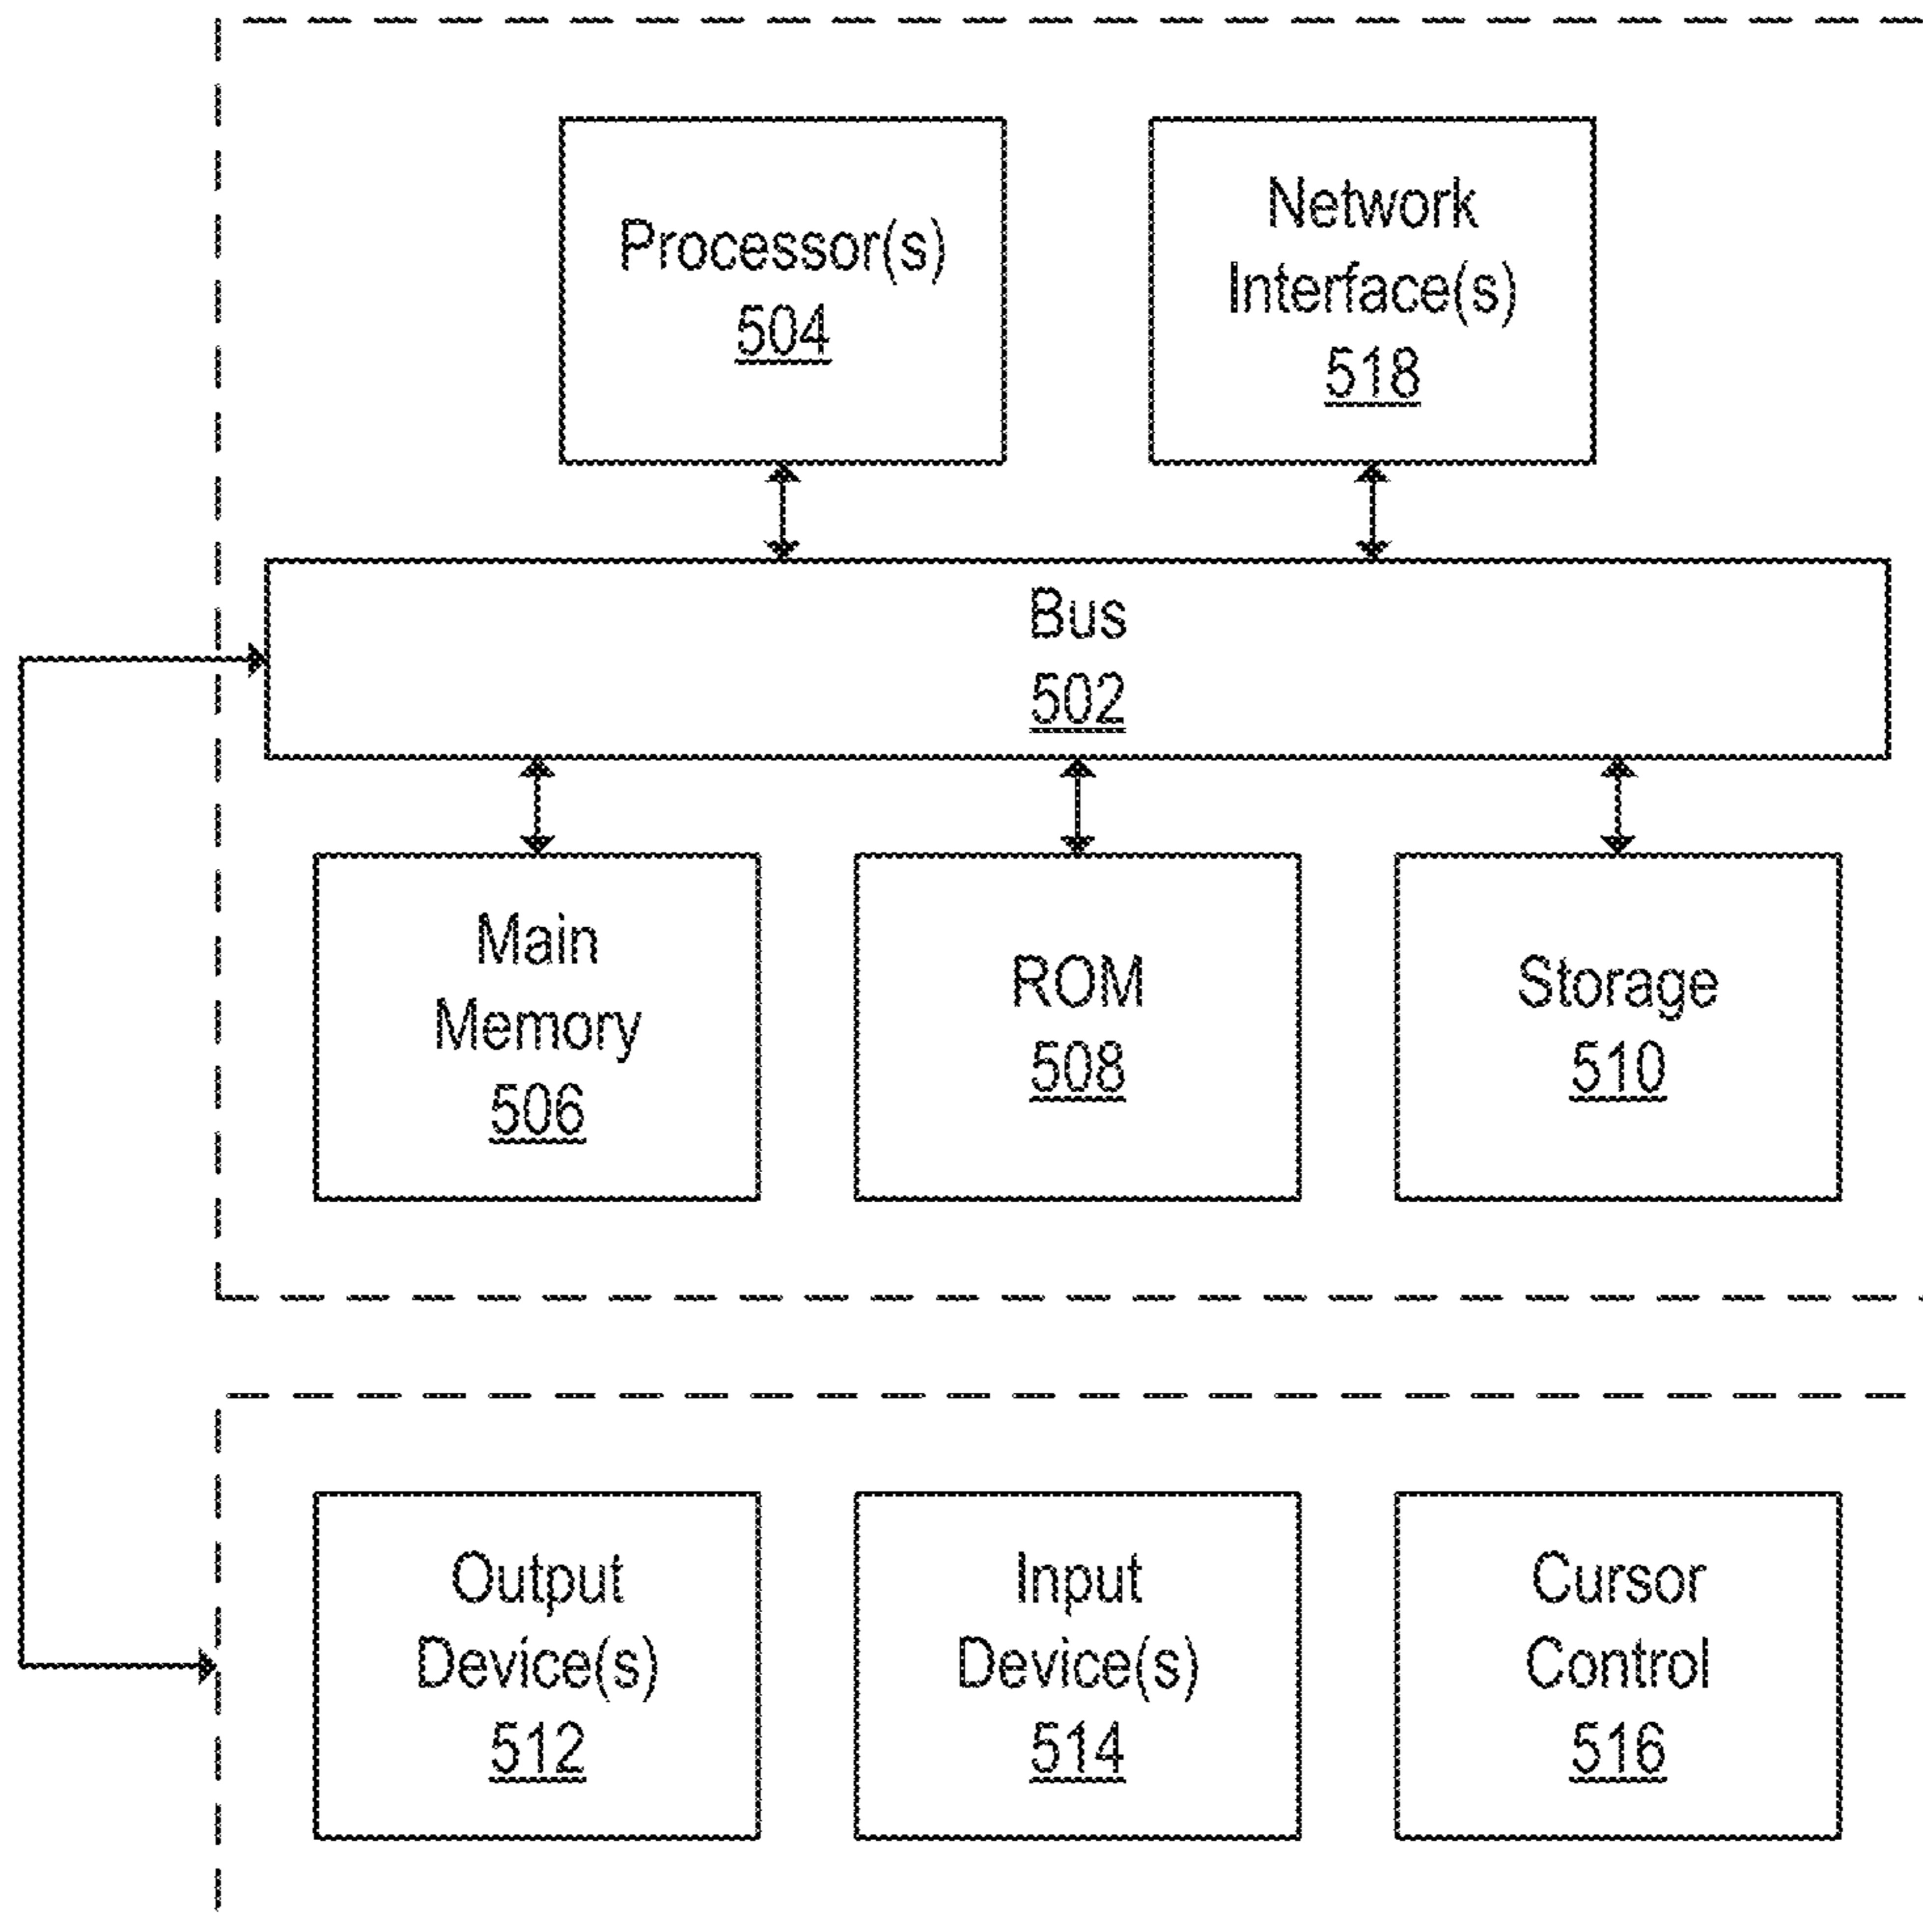 Processor(s)
504
Network
Interface(s)
518
Bus
502
Main
Memory
506
ROM
508
Storage
510
Output
Device(s)
512
Input
Device(s)
514
Cursor
Control
516